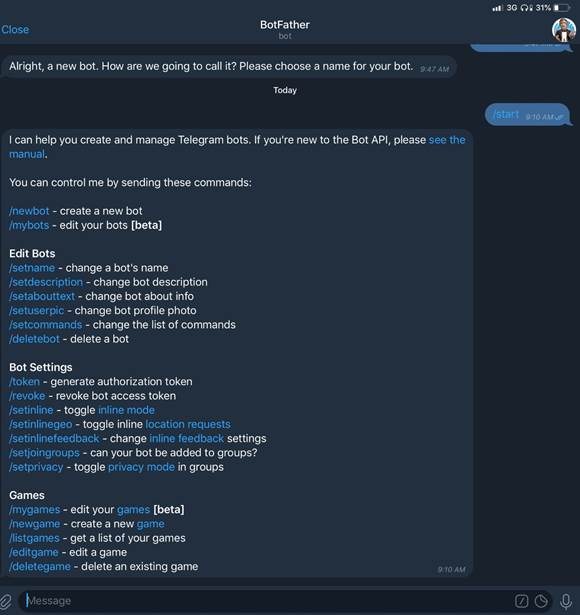 3G 31%
Close
BotFather
bot
Alright, a new bot. How are we going to call it? Please choose a name for your bot. 9:47 AM
Today
/start 9:10 AM
I can help you create and manage Telegram bots. If you're new to the Bot API, please see the
manual.
You can control me by sending these commands:
/newbot - create a new bot
/mybots - edit your bots [beta]
Edit Bots
/setname - change a bot's name
/setdescription - change bot description
/setabouttext - change bot about info
/setuserpic - change bot profile photo
/setcommands - change the list of commands
/deletebot - delete a bot
Bot Settings
/token - generate authorization token
/revoke - revoke bot access token
/setinline - toggle inline mode
/setinlinegeo - toggle inline location requests
/setinlinefeedback - change inline feedback settings
/setjoingroups - can your bot be added to groups?
/setprivacy - toggle privacy mode in groups
Games
/mygames - edit your games [beta]
/newgame - create a new game
/listgames - get a list of your games
/editgame - edit a game
/deletegame - delete an existing game
9:10 AM
Message